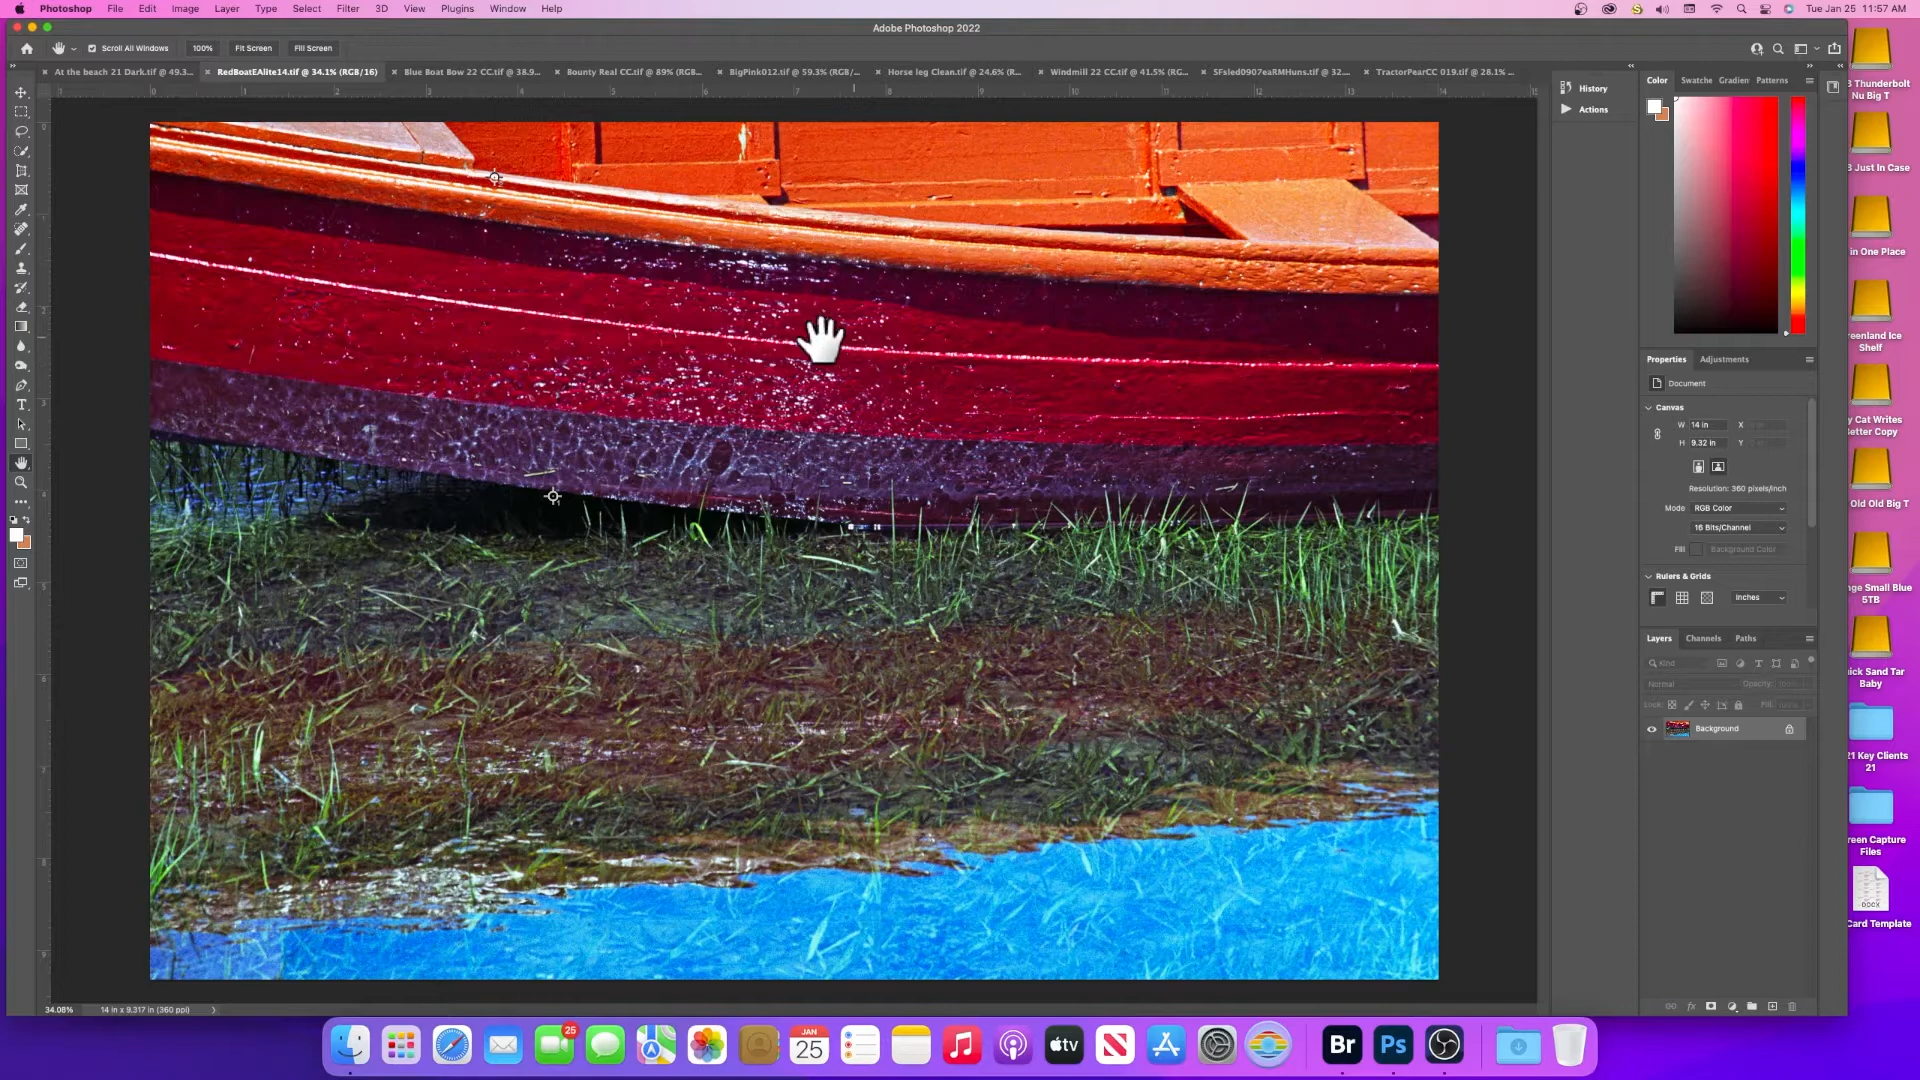 Photoshop File Edit Image Layer Type Select Filter 3D View Plugins Window Help Tue Jan 25 11:57 AM
Adobe Photoshop 2022
Scroll All Windows 100% Fit Screen Fill Screen
At the beach 21 Dark.tif @ 49.3... RedBoatEAlite14.tif @ 34.1% (RGB/16) Blue Boat Bow 22 CC.tif @ 38.9... Bounty Real CC.tif @ 89% (RGB... BigPink012.tif @ 59.3% (RGB/... Horse leg Clean.tif @ 24.6% (R... Windmill 22 CC.tif @ 41.5% (RG... SFsled0907eaRMHuns.tif @ 32.... TractorPearCC 019.tif @ 28.1% ...
History
Actions
Color Swatche Gradien Patterns
Properties Adjustments
Document
Canvas
W 14 in X
H 9.32 in Y
Resolution: 360 pixels/inch
Mode RGB Color
16 Bits/Channel
Fill Background Color
Rulers & Grids
Inches
Layers Channels Paths
Kind
Normal Opacity:
Lock: Fill:
Background
34.08% 14 in x 9.317 in (360 ppi)
B Thunderbolt
Nu Big T
B Just In Case
in One Place
reenland Ice
Shelf
y Cat Writes
etter Copy
Old Old Big T
nge Small Blue
5TB
uick Sand Tar
Baby
21 Key Clients
21
reen Capture
Files
DOCX
Card Template
25
JAN
25
tv
Br
Ps